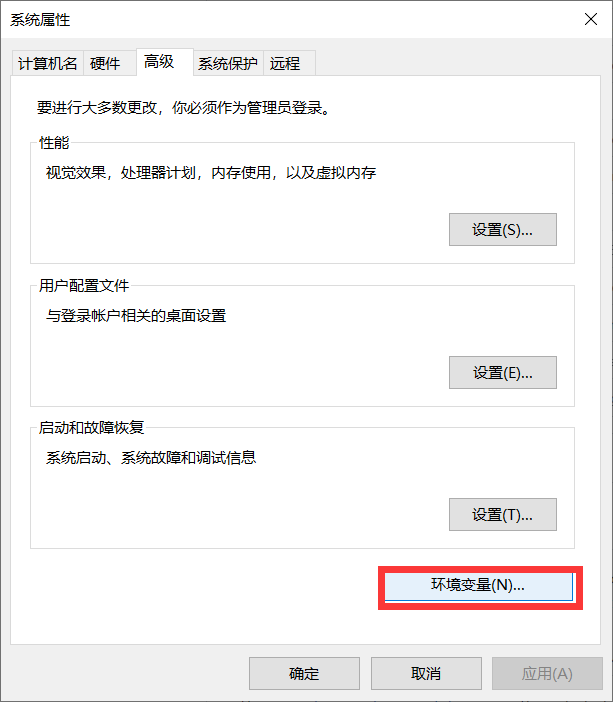 系统属性
计算机名 硬件 高级 系统保护 远程
要进行大多数更改，你必须作为管理员登录。
性能
视觉效果，处理器计划，内存使用，以及虚拟内存
设置(S)...
用户配置文件
与登录帐户相关的桌面设置
设置(E)...
启动和故障恢复
系统启动、系统故障和调试信息
设置(T)...
环境变量(N)...
确定 取消 应用(A)